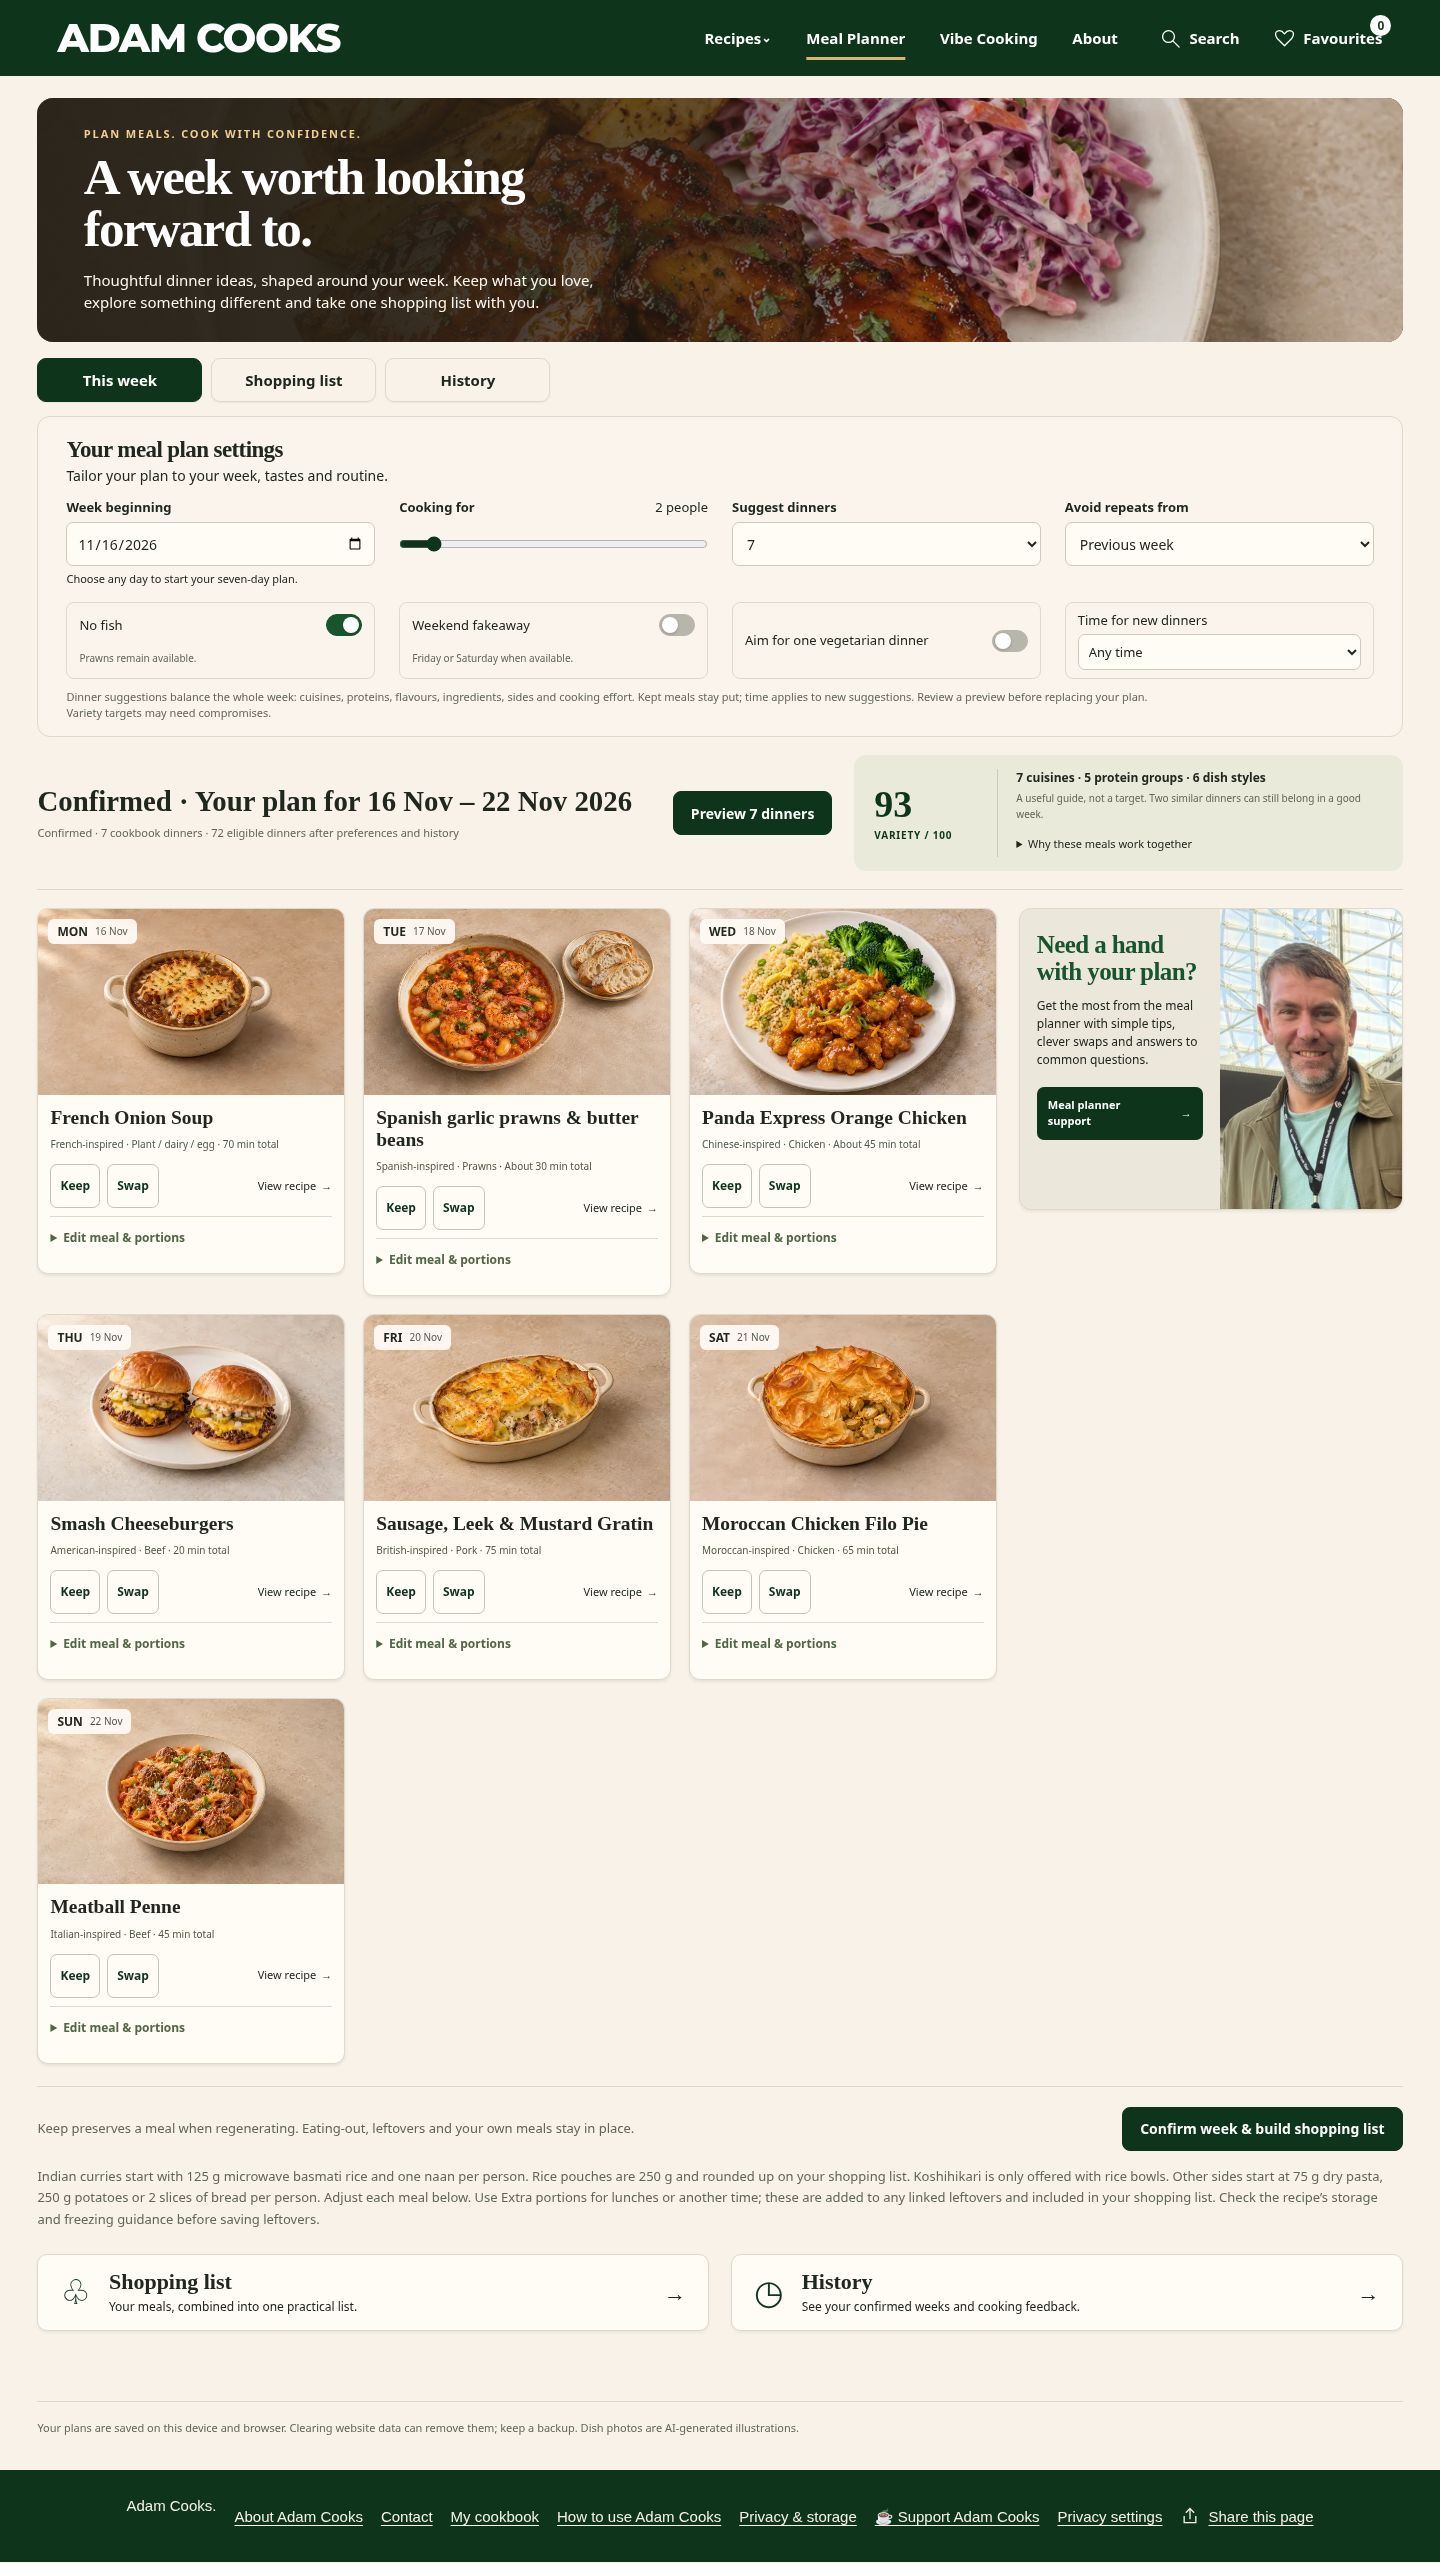 ADAM COOKS
Recipes
Meal Planner
Vibe Cooking
About
Search
Favourites
0
PLAN MEALS. COOK WITH CONFIDENCE.
A week worth looking
forward to.
Thoughtful dinner ideas, shaped around your week. Keep what you love,
explore something different and take one shopping list with you.
This week
Shopping list
History
Your meal plan settings
Tailor your plan to your week, tastes and routine.
Week beginning
11/16/2026
Choose any day to start your seven-day plan.
Cooking for
2 people
Suggest dinners
7
Avoid repeats from
Previous week
No fish
Prawns remain available.
Weekend fakeaway
Friday or Saturday when available.
Aim for one vegetarian dinner
Time for new dinners
Any time
Dinner suggestions balance the whole week: cuisines, proteins, flavours, ingredients, sides and cooking effort. Kept meals stay put; time applies to new suggestions. Review a preview before replacing your plan.
Variety targets may need compromises.
Confirmed · Your plan for 16 Nov – 22 Nov 2026
Confirmed · 7 cookbook dinners · 72 eligible dinners after preferences and history
Preview 7 dinners
93
VARIETY / 100
7 cuisines · 5 protein groups · 6 dish styles
A useful guide, not a target. Two similar dinners can still belong in a good
week.
▶ Why these meals work together
MON 16 Nov
French Onion Soup
French-inspired · Plant / dairy / egg · 70 min total
Keep
Swap
View recipe →
▶ Edit meal & portions
TUE 17 Nov
Spanish garlic prawns & butter
beans
Spanish-inspired · Prawns · About 30 min total
Keep
Swap
View recipe →
▶ Edit meal & portions
WED 18 Nov
Panda Express Orange Chicken
Chinese-inspired · Chicken · About 45 min total
Keep
Swap
View recipe →
▶ Edit meal & portions
Need a hand
with your plan?
Get the most from the meal
planner with simple tips,
clever swaps and answers to
common questions.
Meal planner
support →
THU 19 Nov
Smash Cheeseburgers
American-inspired · Beef · 20 min total
Keep
Swap
View recipe →
▶ Edit meal & portions
FRI 20 Nov
Sausage, Leek & Mustard Gratin
British-inspired · Pork · 75 min total
Keep
Swap
View recipe →
▶ Edit meal & portions
SAT 21 Nov
Moroccan Chicken Filo Pie
Moroccan-inspired · Chicken · 65 min total
Keep
Swap
View recipe →
▶ Edit meal & portions
SUN 22 Nov
Meatball Penne
Italian-inspired · Beef · 45 min total
Keep
Swap
View recipe →
▶ Edit meal & portions
Keep preserves a meal when regenerating. Eating-out, leftovers and your own meals stay in place.
Confirm week & build shopping list
Indian curries start with 125 g microwave basmati rice and one naan per person. Rice pouches are 250 g and rounded up on your shopping list. Koshihikari is only offered with rice bowls. Other sides start at 75 g dry pasta,
250 g potatoes or 2 slices of bread per person. Adjust each meal below. Use Extra portions for lunches or another time; these are added to any linked leftovers and included in your shopping list. Check the recipe's storage
and freezing guidance before saving leftovers.
Shopping list
Your meals, combined into one practical list.
→
History
See your confirmed weeks and cooking feedback.
→
Your plans are saved on this device and browser. Clearing website data can remove them; keep a backup. Dish photos are AI-generated illustrations.
Adam Cooks.
About Adam Cooks
Contact
My cookbook
How to use Adam Cooks
Privacy & storage
☕ Support Adam Cooks
Privacy settings
Share this page